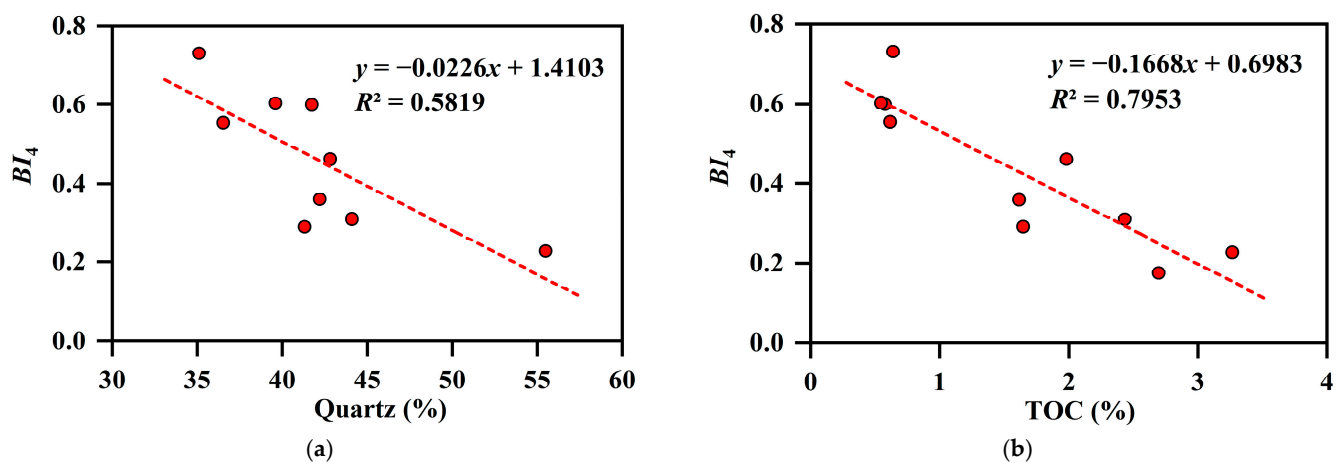 0.8
0.6
0.4
0.2
0.0
BI₄
y = −0.0226x + 1.4103
R² = 0.5819
30 35 40 45 50 55 60
Quartz (%)
(a)
0.8
0.6
0.4
0.2
0.0
BI₄
y = −0.1668x + 0.6983
R² = 0.7953
0 1 2 3 4
TOC (%)
(b)